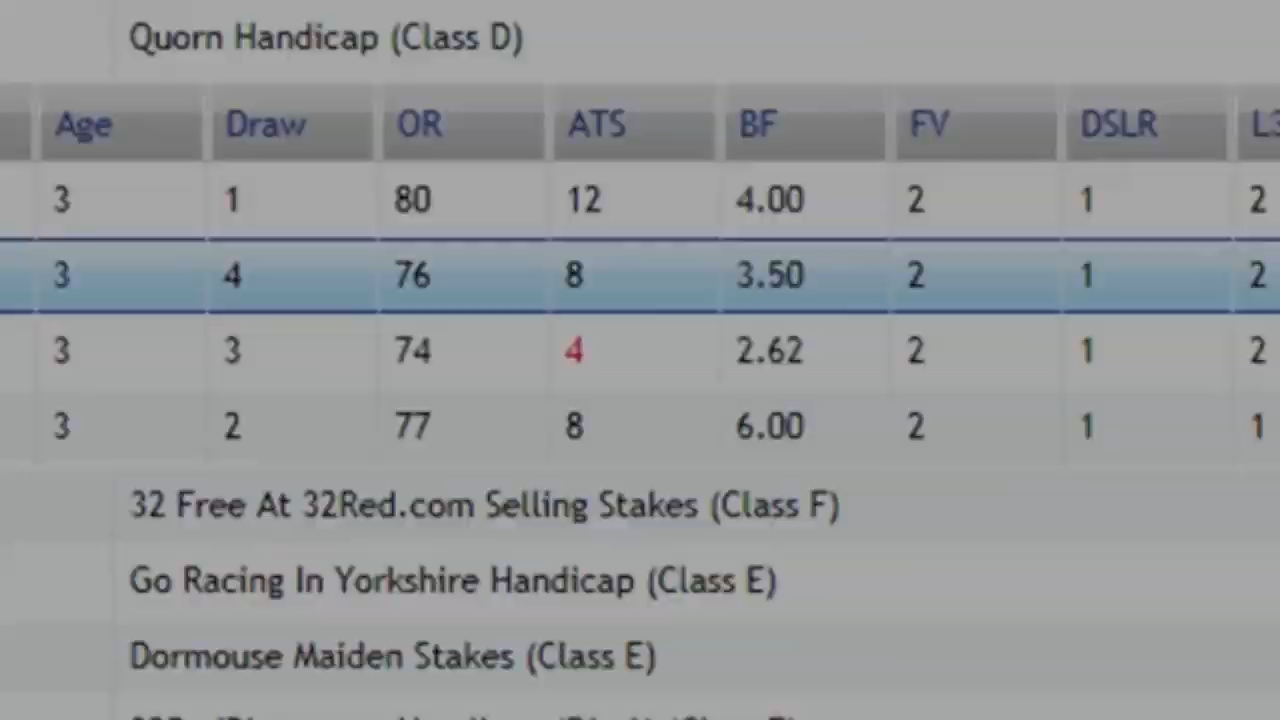 Quorn Handicap (Class D)
Age Draw OR ATS BF FV DSLR
3 1 80 12 4.00 2 1 2
3 4 76 8 3.50 2 1 2
3 3 74 4 2.62 2 1 2
3 2 77 8 6.00 2 1 1
32 Free At 32Red.com Selling Stakes (Class F)
Go Racing In Yorkshire Handicap (Class E)
Dormouse Maiden Stakes (Class E)